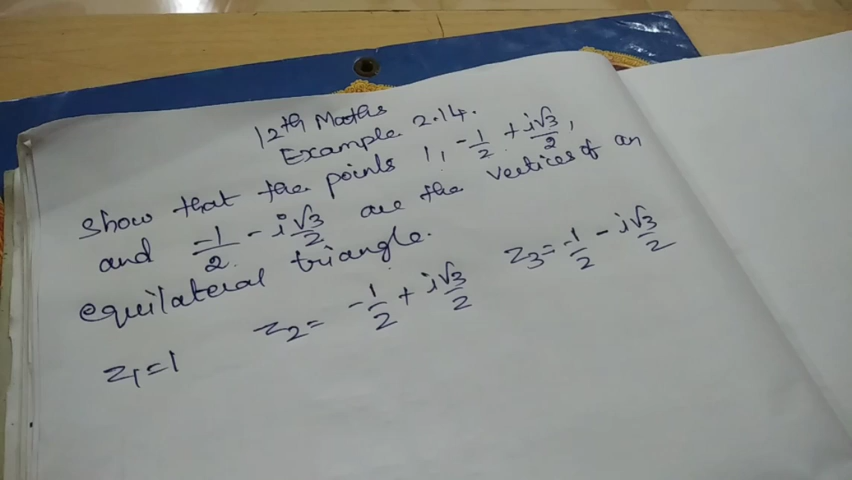 12th Maths
Example 2.14.
Show that the points 1, -1/2 + i√3/2,
and -1/2 - i√3/2 are the vertices of an
equilateral triangle.
z₁=1 z₂= -1/2 + i√3/2 z₃= -1/2 - i√3/2